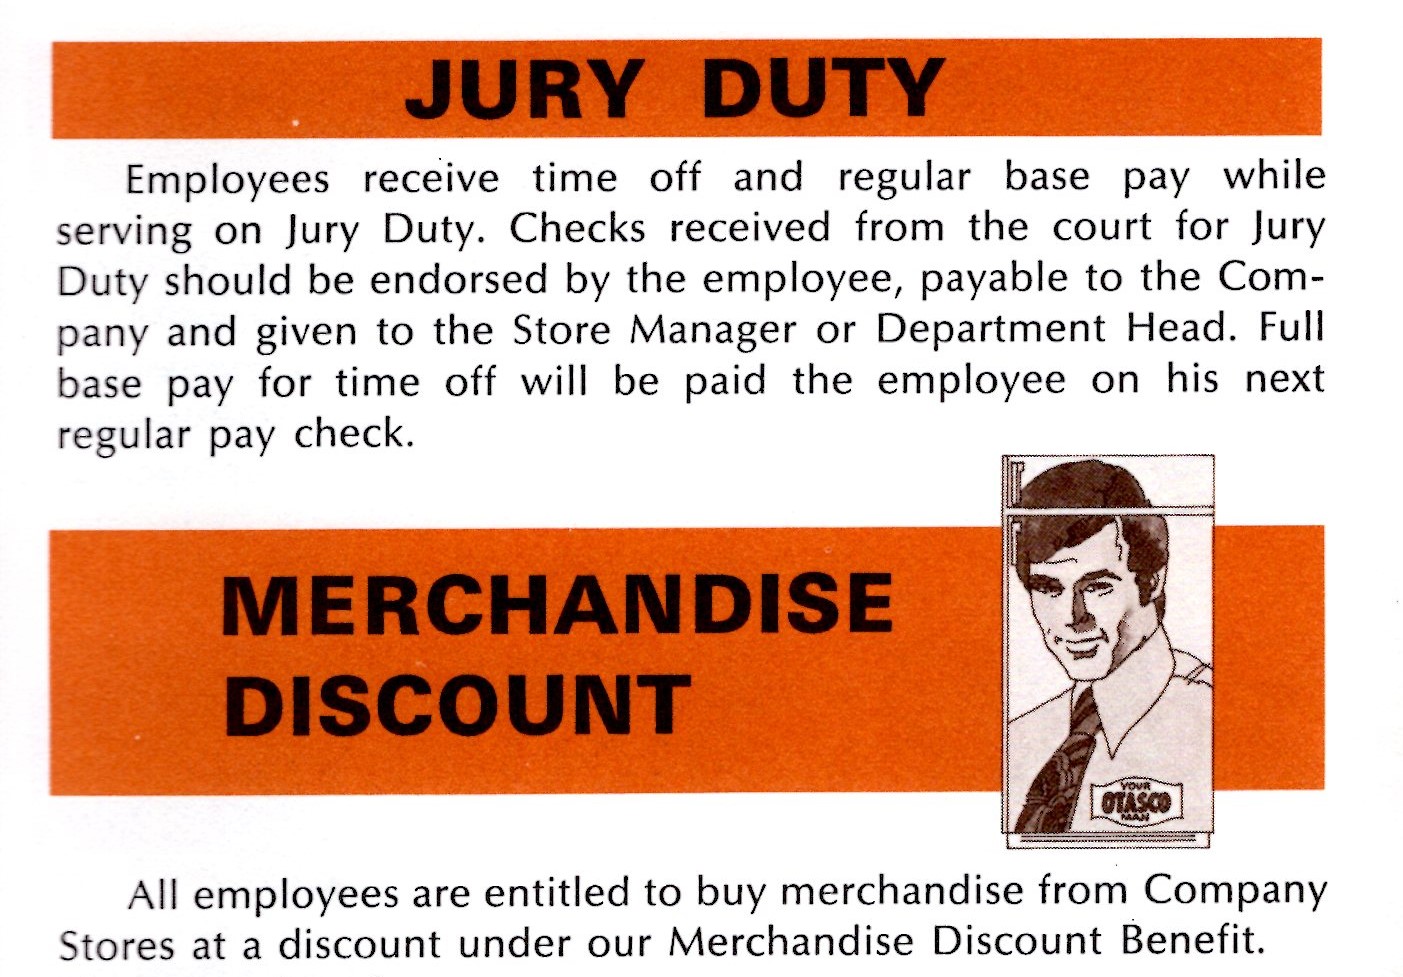 JURY DUTY
Employees receive time off and regular base pay while
serving on Jury Duty. Checks received from the court for Jury
Duty should be endorsed by the employee, payable to the Com-
pany and given to the Store Manager or Department Head. Full
base pay for time off will be paid the employee on his next
regular pay check.
MERCHANDISE
DISCOUNT
YOUR
OTASCO
MAN
All employees are entitled to buy merchandise from Company
Stores at a discount under our Merchandise Discount Benefit.